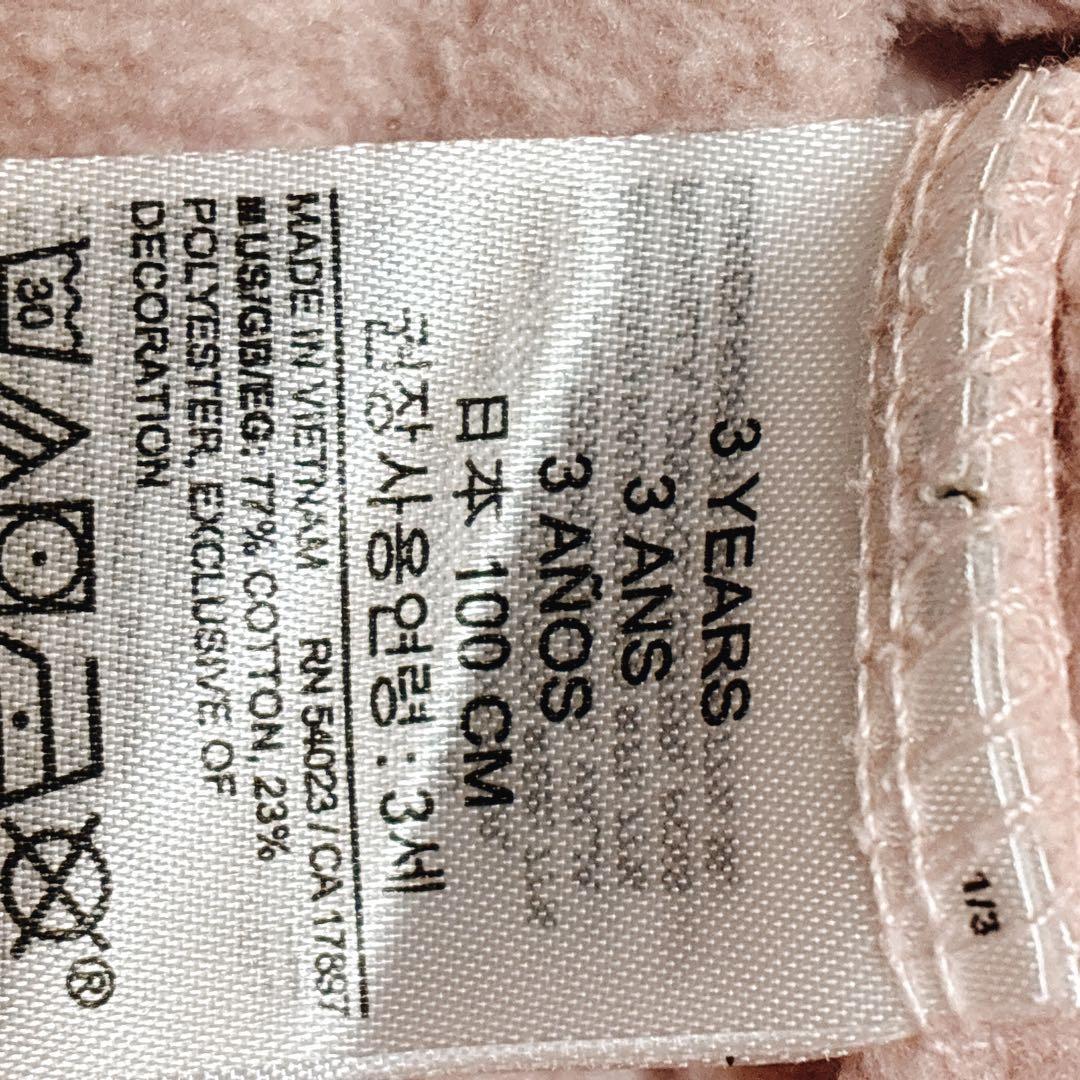 1/3
3 YEARS
3 ANS
3 AÑOS
日本 100 CM
권장사용연령 : 3세
MADE IN VIETNAM RN 54023 / CA 17897
US/GB/EG: 77% COTTON, 23%
POLYESTER, EXCLUSIVE OF
DECORATION
30
®